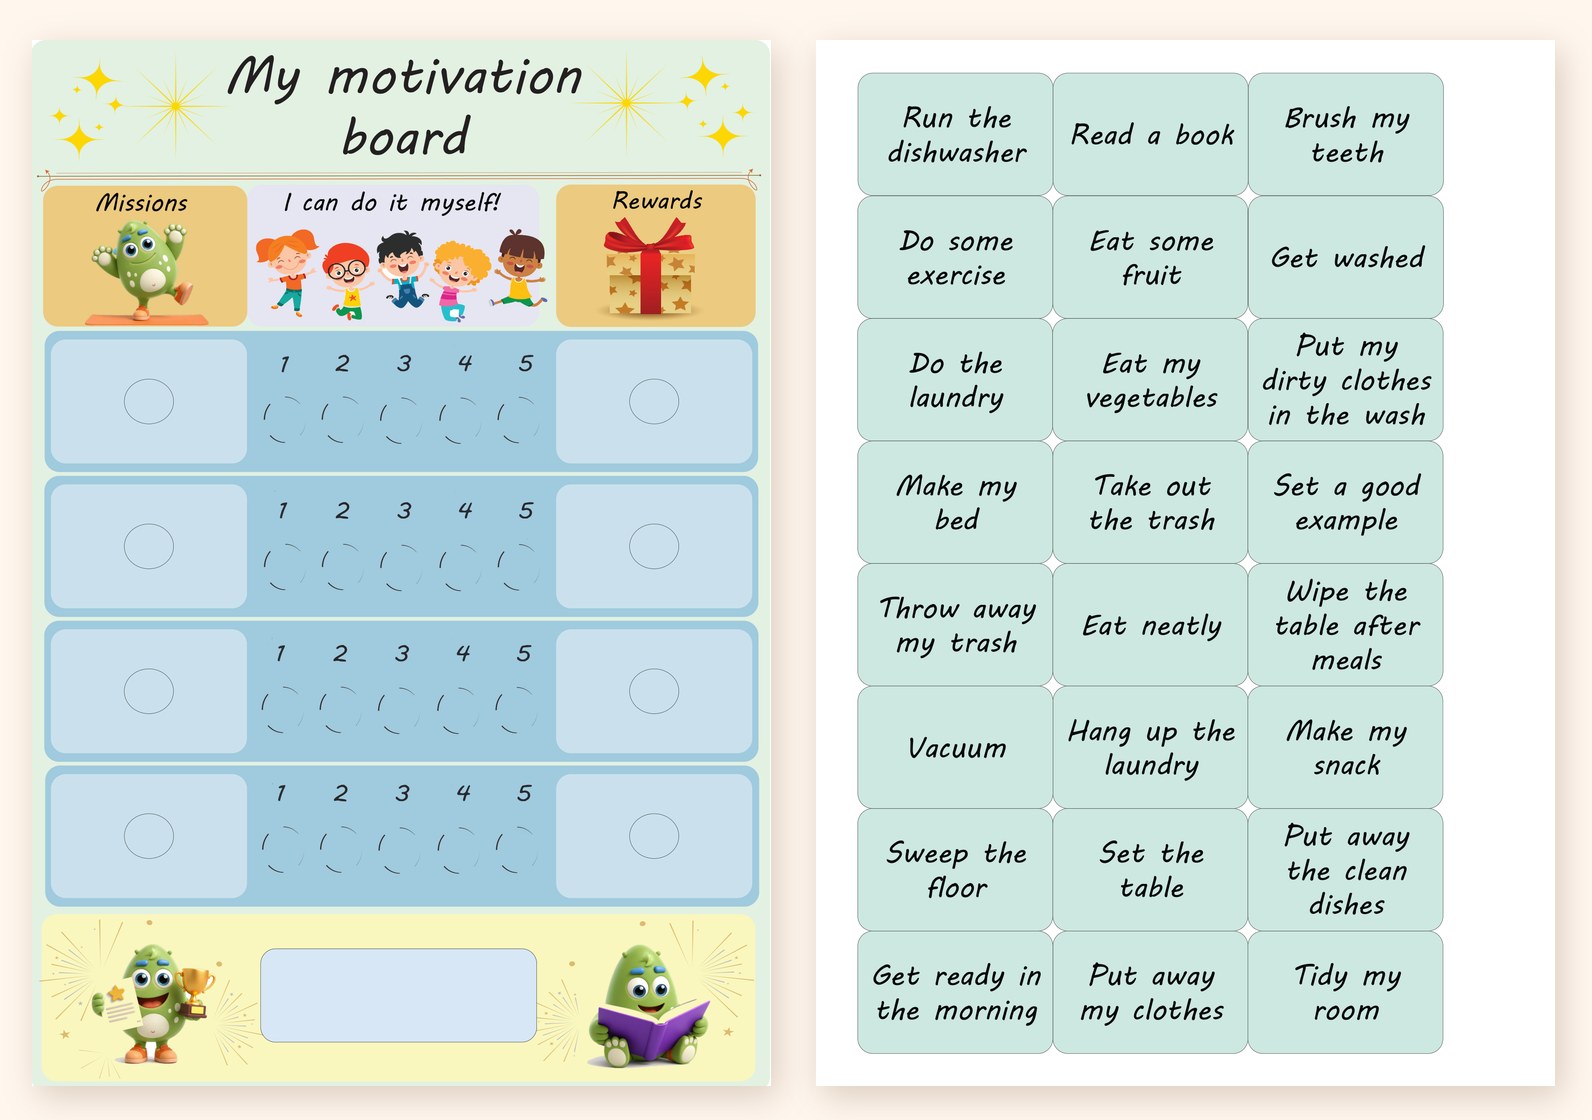 My motivation
board
Missions
I can do it myself!
Rewards
1 2 3 4 5
1 2 3 4 5
1 2 3 4 5
1 2 3 4 5
Run the
dishwasher
Read a book
Brush my
teeth
Do some
exercise
Eat some
fruit
Get washed
Do the
laundry
Eat my
vegetables
Put my
dirty clothes
in the wash
Make my
bed
Take out
the trash
Set a good
example
Throw away
my trash
Eat neatly
Wipe the
table after
meals
Vacuum
Hang up the
laundry
Make my
snack
Sweep the
floor
Set the
table
Put away
the clean
dishes
Get ready in
the morning
Put away
my clothes
Tidy my
room